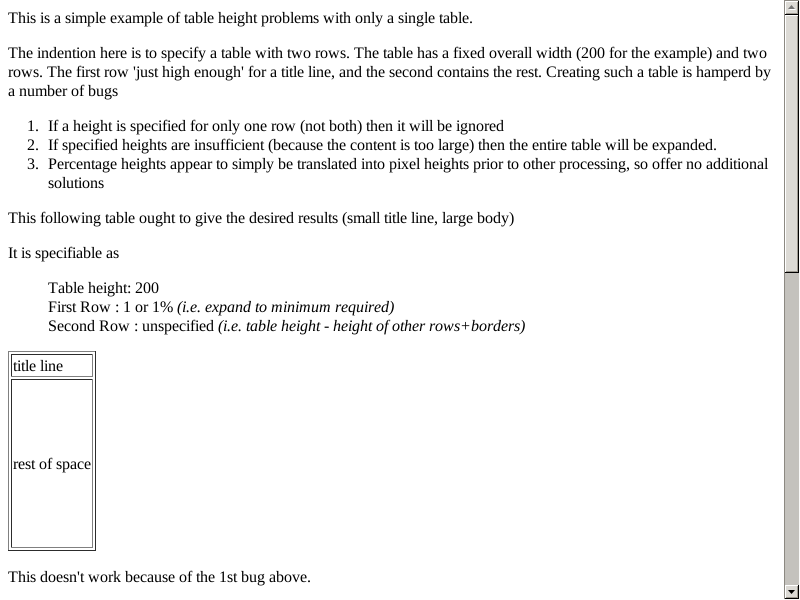 This is a simple example of table height problems with only a single table.
The indention here is to specify a table with two rows. The table has a fixed overall width (200 for the example) and two
rows. The first row 'just high enough' for a title line, and the second contains the rest. Creating such a table is hamperd by
a number of bugs
1. If a height is specified for only one row (not both) then it will be ignored
2. If specified heights are insufficient (because the content is too large) then the entire table will be expanded.
3. Percentage heights appear to simply be translated into pixel heights prior to other processing, so offer no additional
solutions
This following table ought to give the desired results (small title line, large body)
It is specifiable as
Table height: 200
First Row : 1 or 1% (i.e. expand to minimum required)
Second Row : unspecified (i.e. table height - height of other rows+borders)
title line
rest of space
This doesn't work because of the 1st bug above.